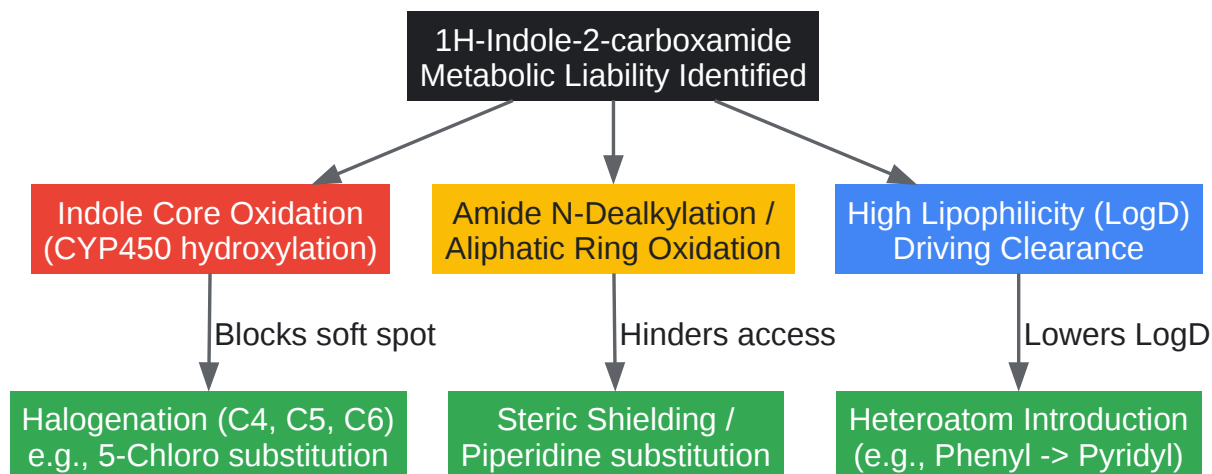 1H-Indole-2-carboxamide
Metabolic Liability Identified
Indole Core Oxidation
(CYP450 hydroxylation)
Amide N-Dealkylation /
Aliphatic Ring Oxidation
High Lipophilicity (LogD)
Driving Clearance
Blocks soft spot
Hinders access
Lowers LogD
Halogenation (C4, C5, C6)
e.g., 5-Chloro substitution
Steric Shielding /
Piperidine substitution
Heteroatom Introduction
(e.g., Phenyl -> Pyridyl)